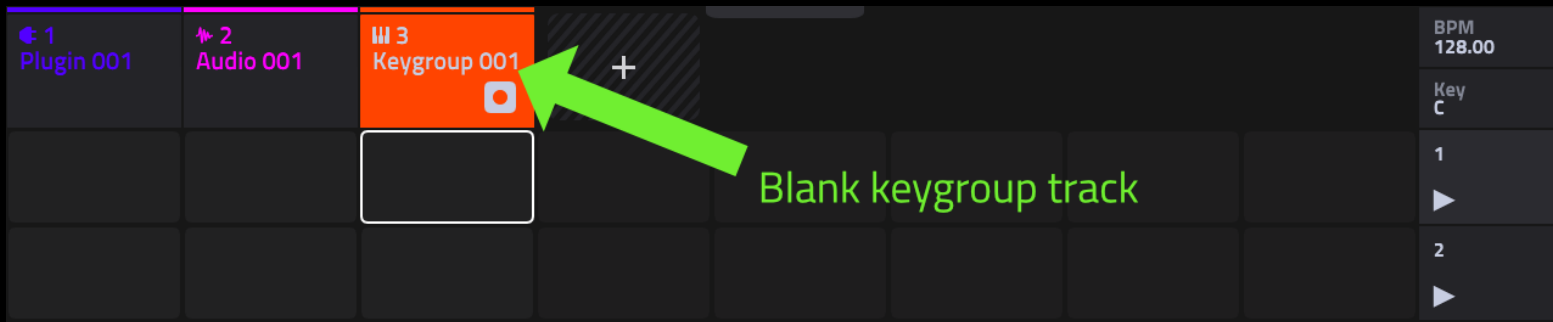 1
Plugin 001
2
Audio 001
3
Keygroup 001
+
BPM
128.00
Key
C
Blank keygroup track
1
2